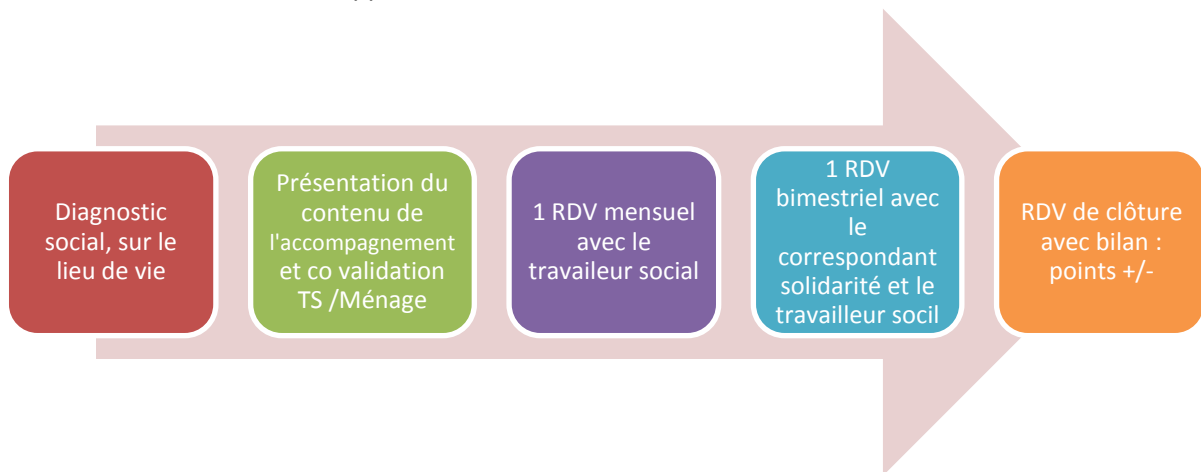 Diagnostic
social, sur le
lieu de vie
Présentation du
contenu de
l'accompagnement
et co validation
TS /Ménage
1 RDV mensuel
avec le
travaileur social
1 RDV
bimestriel avec
le
correspondant
solidarité et le
travailleur socil
RDV de clôture
avec bilan :
points +/-